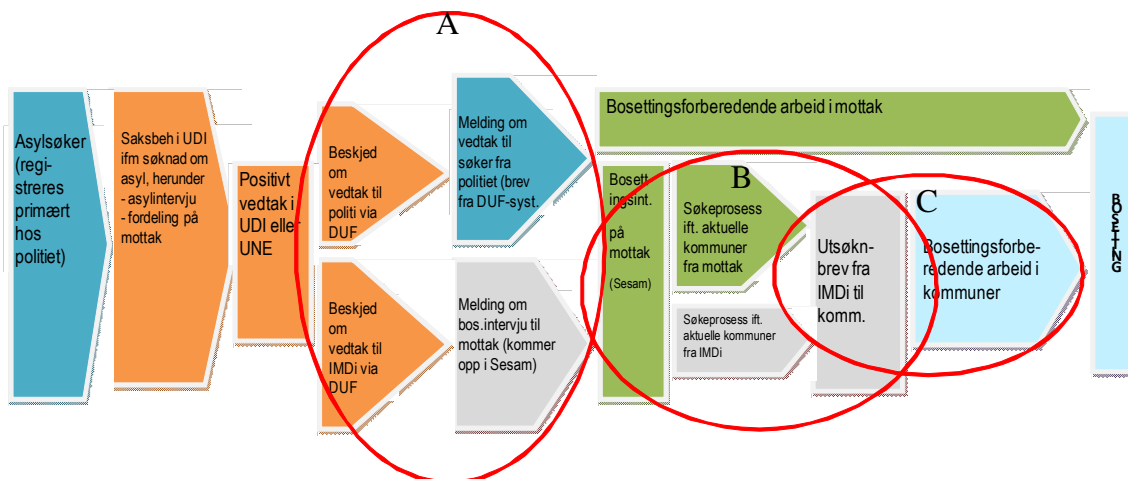 A
Asylsøker
(regi-
streres
primært
hos
politiet)
Saksbeh i UDI
ifm søknad om
asyl, herunder
- asylintervju
- fordeling på
mottak
Positivt
vedtak i
UDI eller
UNE
Beskjed
om
vedtak til
politi via
DUF
Melding om
vedtak til
søker fra
politiet (brev
fra DUF-syst.
Beskjed
om
vedtak til
IMDi via
DUF
Melding om
bos.intervju til
mottak (kommer
opp i Sesam)
Bosettingsforberedende arbeid i mottak
Bosett-
ingsint.
på
mottak
(Sesam)
B
Søkeprosess
ift. aktuelle
kommuner
fra mottak
Søkeprosess ift.
aktuelle kommuner
fra IMDi
Utsøkn-
brev fra
IMDi til
komm.
C
Bosettingsforbe-
redende arbeid i
kommuner
BOSETTING